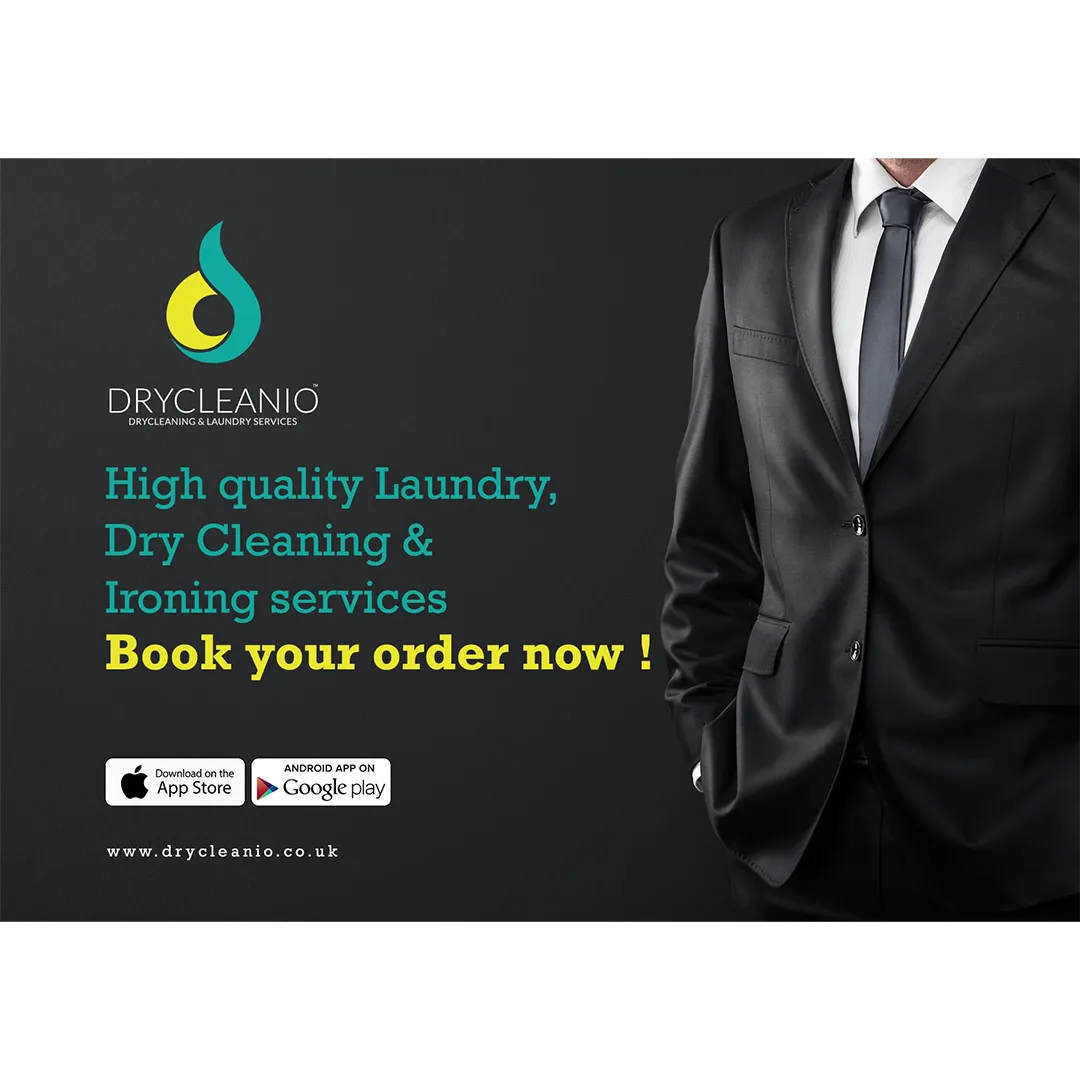 DRYCLEANIO™
DRYCLEANING & LAUNDRY SERVICES
High quality Laundry,
Dry Cleaning &
Ironing services
Book your order now !
Download on the
App Store
ANDROID APP ON
Google play
www.drycleanio.co.uk